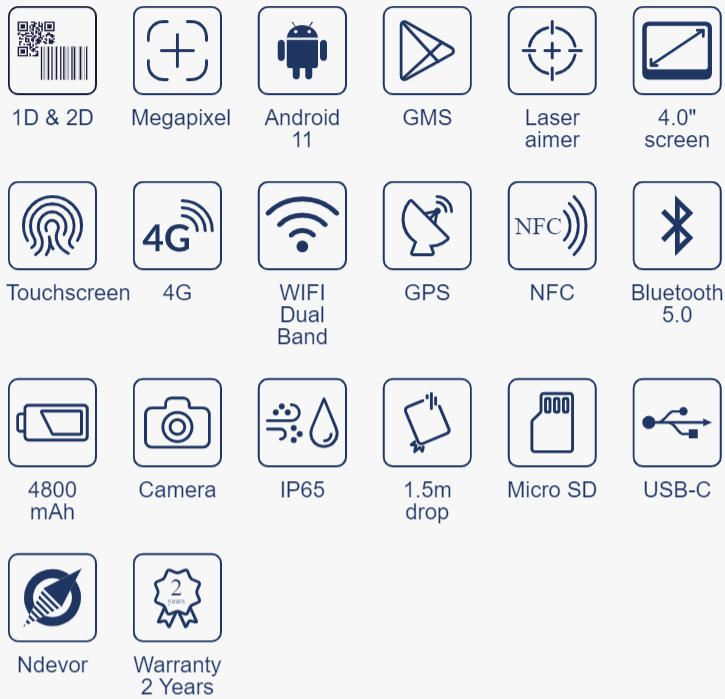 1D & 2D
Megapixel
Android
11
GMS
Laser
aimer
4.0"
screen
4G
NFC
Touchscreen
4G
WIFI
Dual
Band
GPS
NFC
Bluetooth
5.0
4800
mAh
Camera
IP65
1.5m
drop
Micro SD
USB-C
2
years
Ndevor
Warranty
2 Years